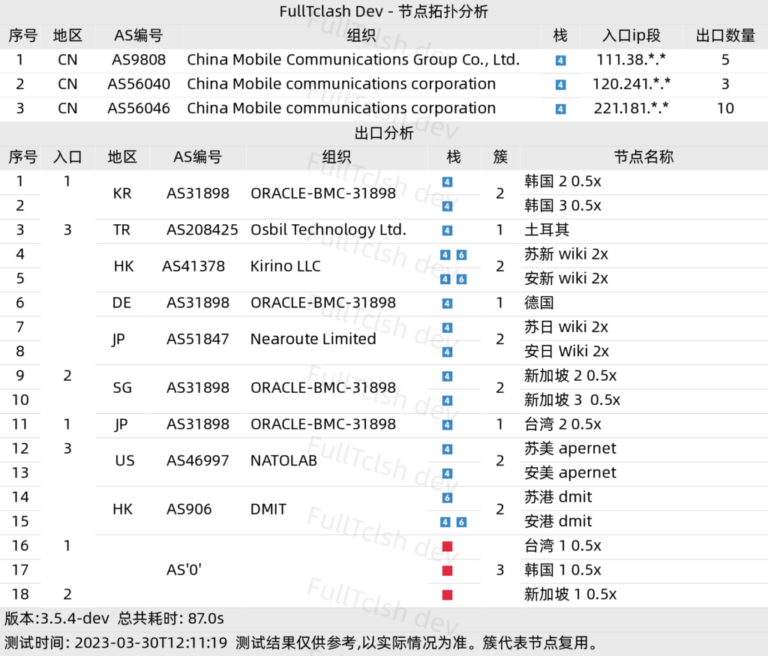 FullTclash Dev - 节点拓扑分析
序号 地区 AS编号 组织 栈 入口ip段 出口数量
1 CN AS9808 China Mobile Communications Group Co., Ltd. 4 111.38.*.* 5
2 CN AS56040 China Mobile communications corporation 4 120.241.*.* 3
3 CN AS56046 China Mobile communications corporation 4 221.181.*.* 10
出口分析
序号 入口 地区 AS编号 组织 栈 簇 节点名称
1 1 KR AS31898 ORACLE-BMC-31898 4 2 韩国 2 0.5x
2 4 韩国 3 0.5x
3 3 TR AS208425 Osbil Technology Ltd. 4 1 土耳其
4 HK AS41378 Kirino LLC 4 6 2 苏新 wiki 2x
5 4 6 安新 wiki 2x
6 DE AS31898 ORACLE-BMC-31898 4 1 德国
7 JP AS51847 Nearoute Limited 4 2 苏日 wiki 2x
8 4 安日 Wiki 2x
9 2 SG AS31898 ORACLE-BMC-31898 4 2 新加坡 2 0.5x
10 4 新加坡 3 0.5x
11 1 JP AS31898 ORACLE-BMC-31898 4 1 台湾 2 0.5x
12 3 US AS46997 NATOLAB 4 2 苏美 apernet
13 4 安美 apernet
14 HK AS906 DMIT 6 2 苏港 dmit
15 4 6 安港 dmit
16 1 AS'0' 3 台湾 1 0.5x
17 韩国 1 0.5x
18 2 新加坡 1 0.5x
版本:3.5.4-dev 总共耗时: 87.0s
测试时间: 2023-03-30T12:11:19 测试结果仅供参考,以实际情况为准。簇代表节点复用。